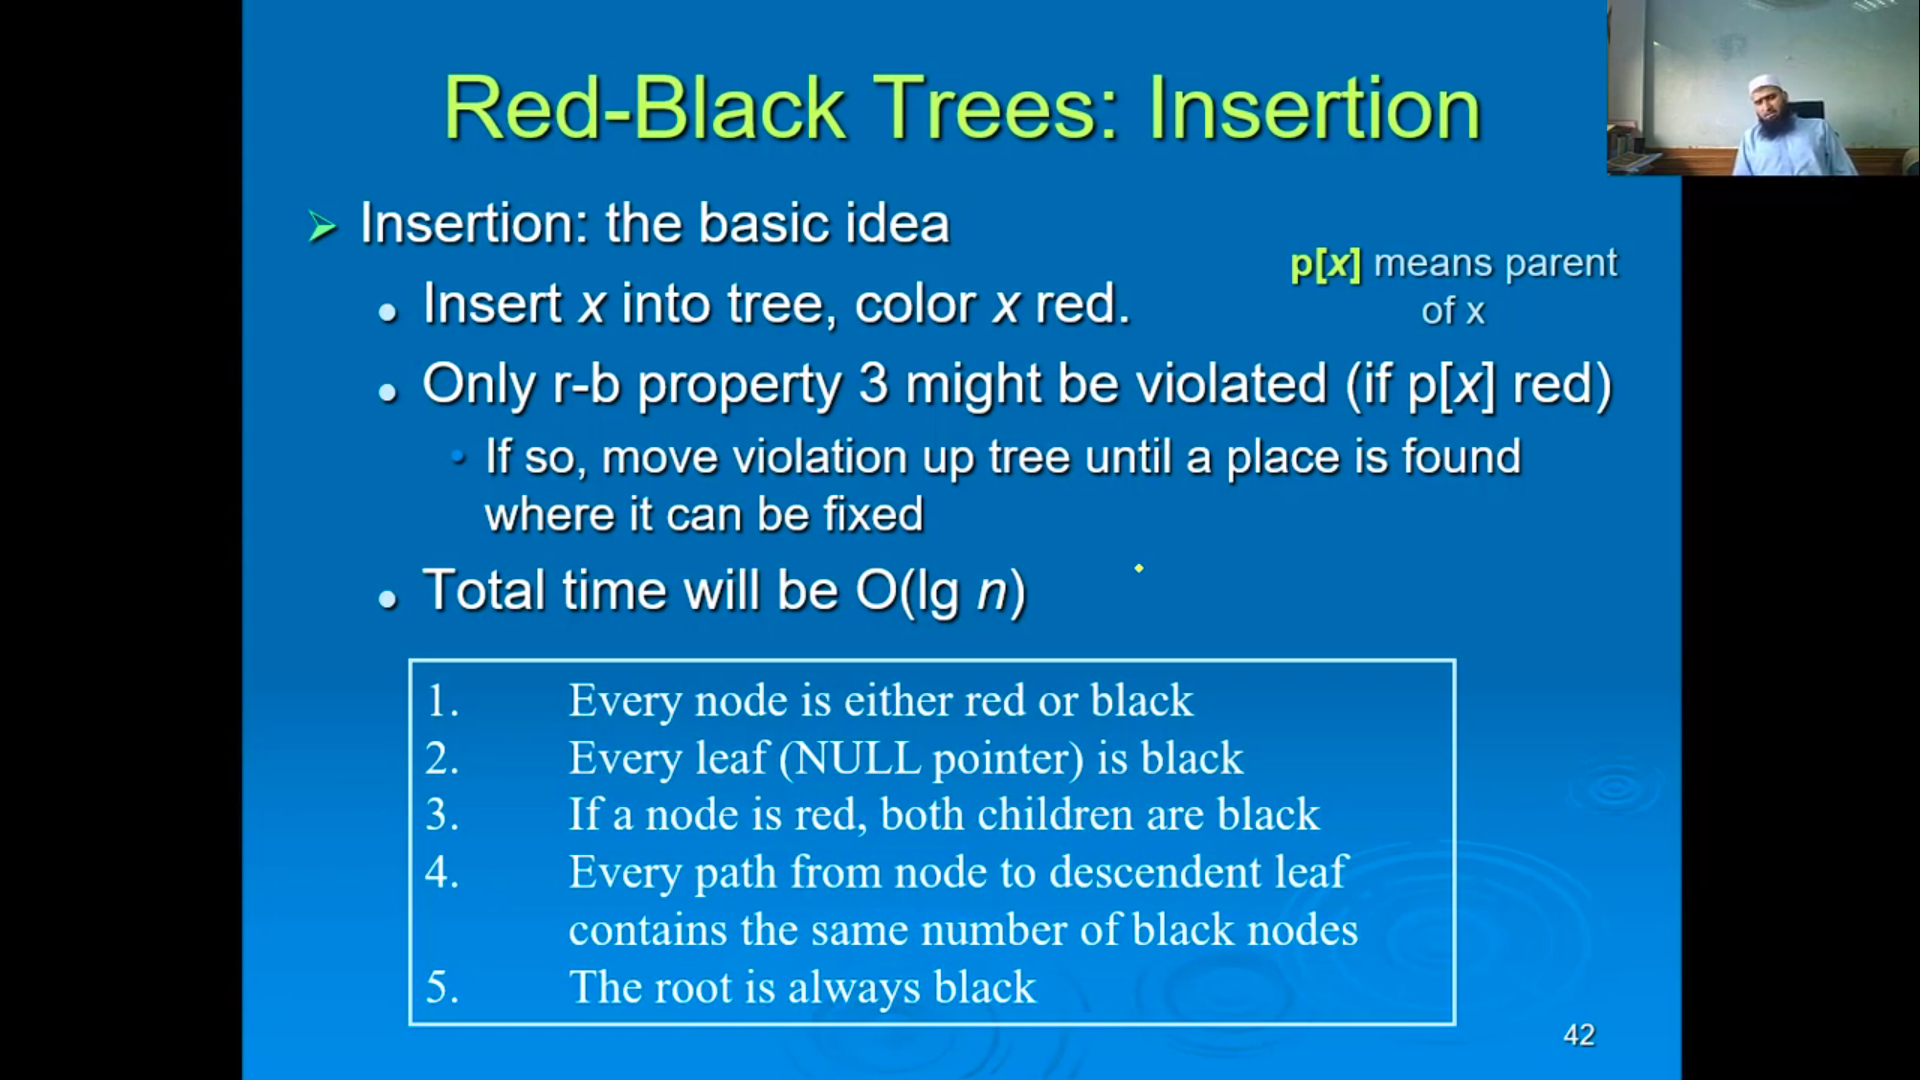 Red-Black Trees: Insertion
➢ Insertion: the basic idea
p[x] means parent
of x
• Insert x into tree, color x red.
• Only r-b property 3 might be violated (if p[x] red)
• If so, move violation up tree until a place is found
where it can be fixed
• Total time will be O(lg n)
1. Every node is either red or black
2. Every leaf (NULL pointer) is black
3. If a node is red, both children are black
4. Every path from node to descendent leaf
contains the same number of black nodes
5. The root is always black
42